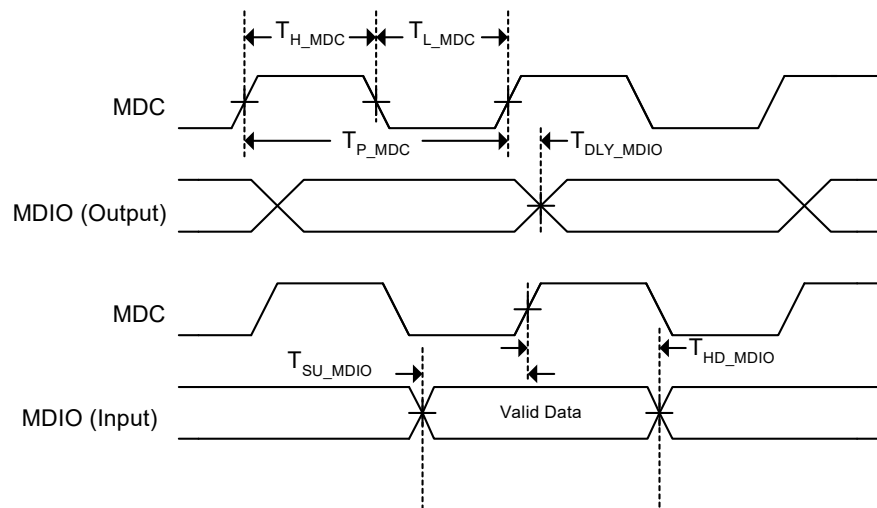 T_H_MDC T_L_MDC
MDC
T_P_MDC T_DLY_MDIO
MDIO (Output)
MDC
T_SU_MDIO T_HD_MDIO
MDIO (Input) Valid Data